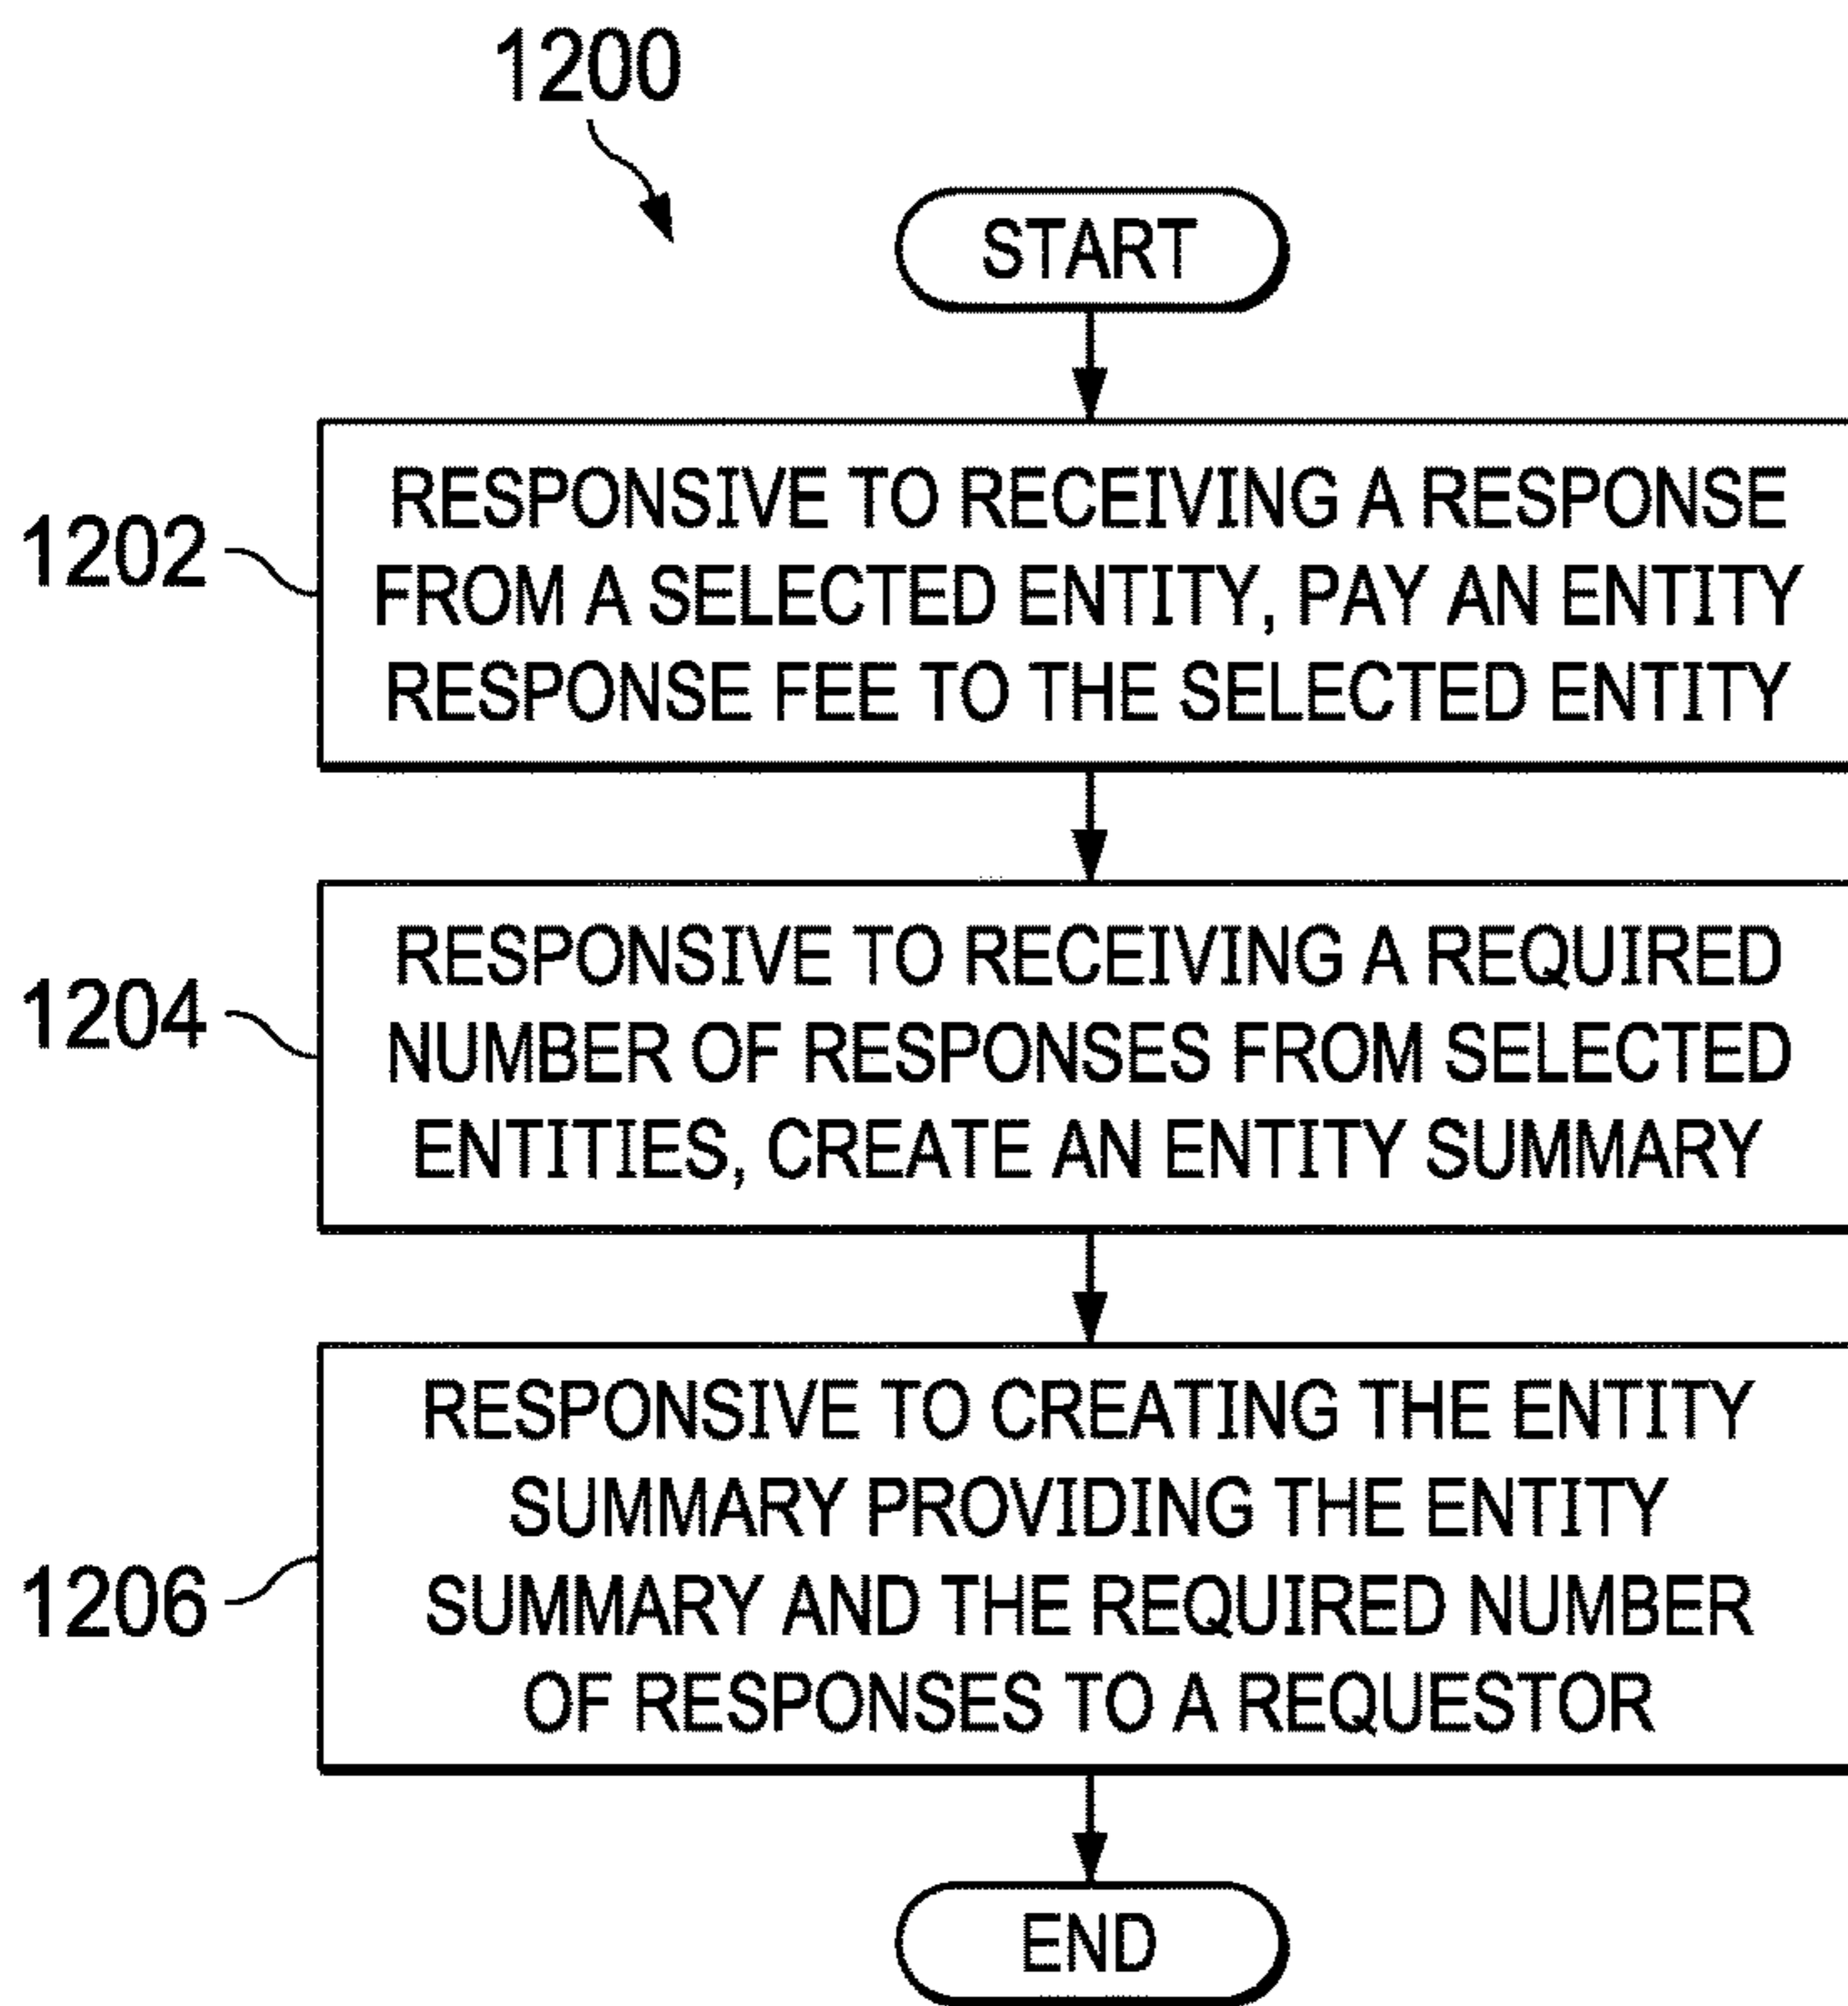 1200
START
1202
RESPONSIVE TO RECEIVING A RESPONSE
FROM A SELECTED ENTITY, PAY AN ENTITY
RESPONSE FEE TO THE SELECTED ENTITY
1204
RESPONSIVE TO RECEIVING A REQUIRED
NUMBER OF RESPONSES FROM SELECTED
ENTITIES, CREATE AN ENTITY SUMMARY
1206
RESPONSIVE TO CREATING THE ENTITY
SUMMARY PROVIDING THE ENTITY
SUMMARY AND THE REQUIRED NUMBER
OF RESPONSES TO A REQUESTOR
END